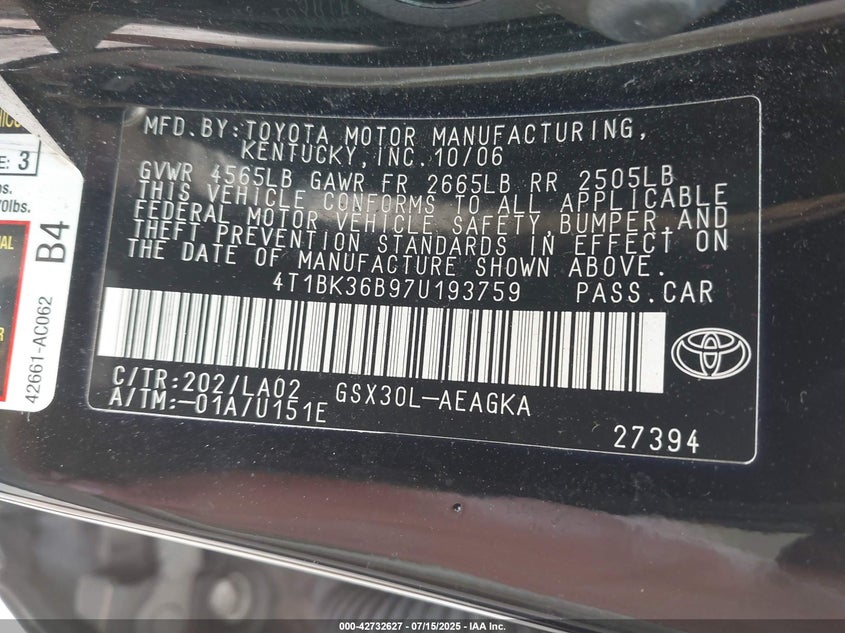 MFD.BY:TOYOTA MOTOR MANUFACTURING,
KENTUCKY,INC. 10/06
GVWR 4565LB GAWR FR 2665LB RR 2505LB
THIS VEHICLE CONFORMS TO ALL APPLICABLE
FEDERAL MOTOR VEHICLE SAFETY,BUMPER,AND
THEFT PREVENTION STANDARDS IN EFFECT ON
THE DATE OF MANUFACTURE SHOWN ABOVE.
4T1BK36B97U193759 PASS.CAR
C/TR:202/LA02 GSX30L-AEAGKA
A/TM:-01A/U151E
27394
E: 3
0lbs.
B4
42661-AC062
000-42732627 - 07/15/2025 - IAA Inc.